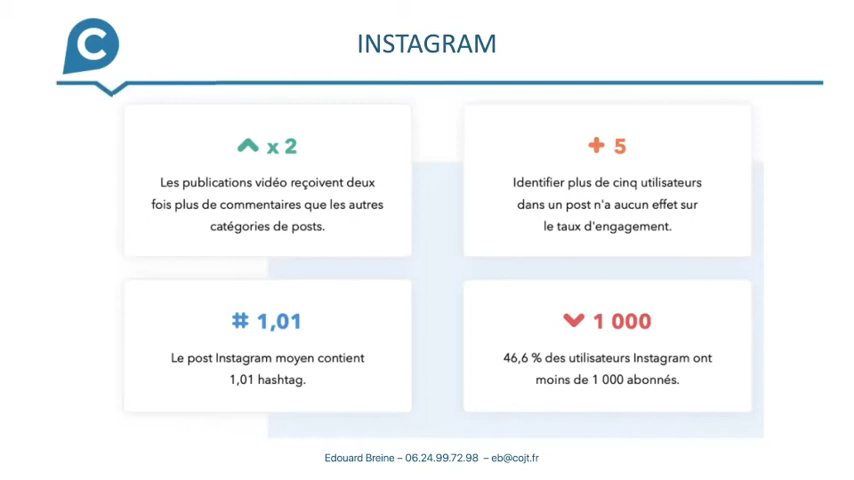 C
INSTAGRAM
x 2
Les publications vidéo reçoivent deux
fois plus de commentaires que les autres
catégories de posts.
+ 5
Identifier plus de cinq utilisateurs
dans un post n'a aucun effet sur
le taux d'engagement.
# 1,01
Le post Instagram moyen contient
1,01 hashtag.
1 000
46,6 % des utilisateurs Instagram ont
moins de 1 000 abonnés.
Edouard Breine – 06.24.99.72.98 – eb@cojt.fr